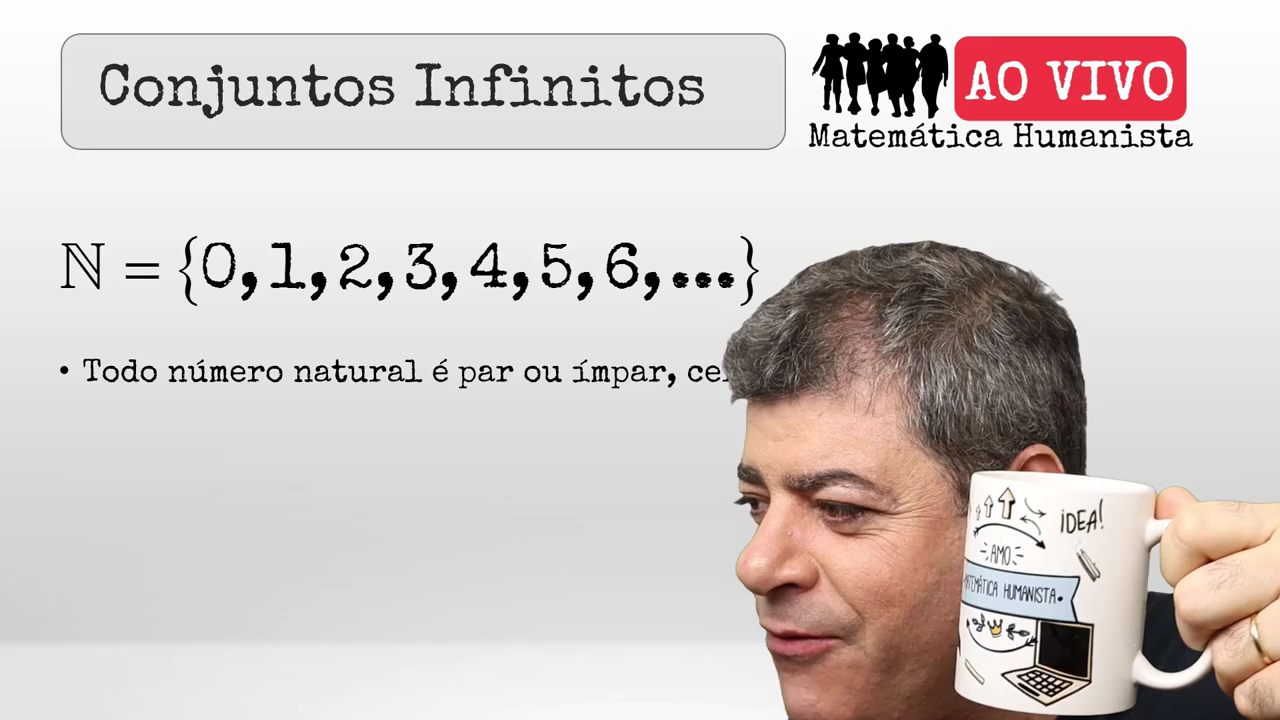 Conjuntos Infinitos
AO VIVO
Matemática Humanista
ℕ = {0,1,2,3,4,5,6,...}
• Todo número natural é par ou ímpar,
IDEA!
AMO
HUMANISTA